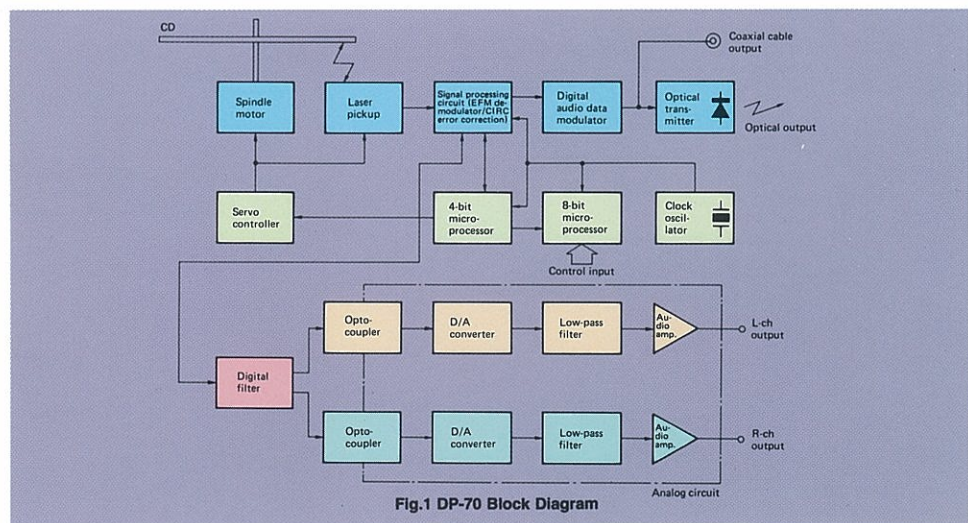 CD
Coaxial cable
output
Spindle
motor
Laser
pickup
Signal processing
circuit (EFM de-
modulator/CIRC
error correction)
Digital
audio data
modulator
Optical
trans-
mitter
Optical output
Servo
controller
4-bit
micro-
processor
8-bit
micro-
processor
Clock
oscil-
lator
Control input
Opto-
coupler
D/A
converter
Low-pass
filter
Au-
dio
amp.
L-ch
output
Digital
filter
Opto-
coupler
D/A
converter
Low-pass
filter
Au-
dio
amp.
R-ch
output
Analog circuit
Fig.1 DP-70 Block Diagram